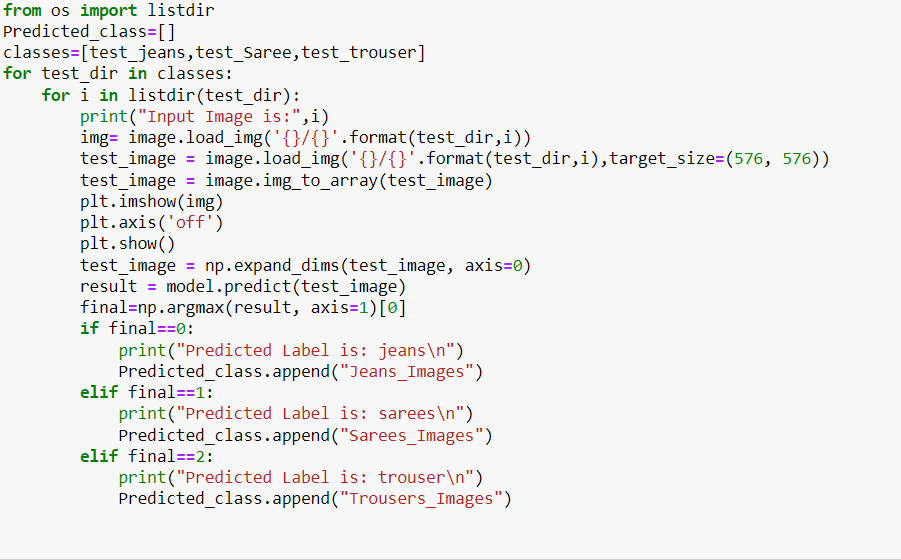 from os import listdir
Predicted_class=[]
classes=[test_jeans,test_Saree,test_trouser]
for test_dir in classes:
    for i in listdir(test_dir):
        print("Input Image is:",i)
        img= image.load_img('{}/{}'.format(test_dir,i))
        test_image = image.load_img('{}/{}'.format(test_dir,i),target_size=(576, 576))
        test_image = image.img_to_array(test_image)
        plt.imshow(img)
        plt.axis('off')
        plt.show()
        test_image = np.expand_dims(test_image, axis=0)
        result = model.predict(test_image)
        final=np.argmax(result, axis=1)[0]
        if final==0:
            print("Predicted Label is: jeans\n")
            Predicted_class.append("Jeans_Images")
        elif final==1:
            print("Predicted Label is: sarees\n")
            Predicted_class.append("Sarees_Images")
        elif final==2:
            print("Predicted Label is: trouser\n")
            Predicted_class.append("Trousers_Images")